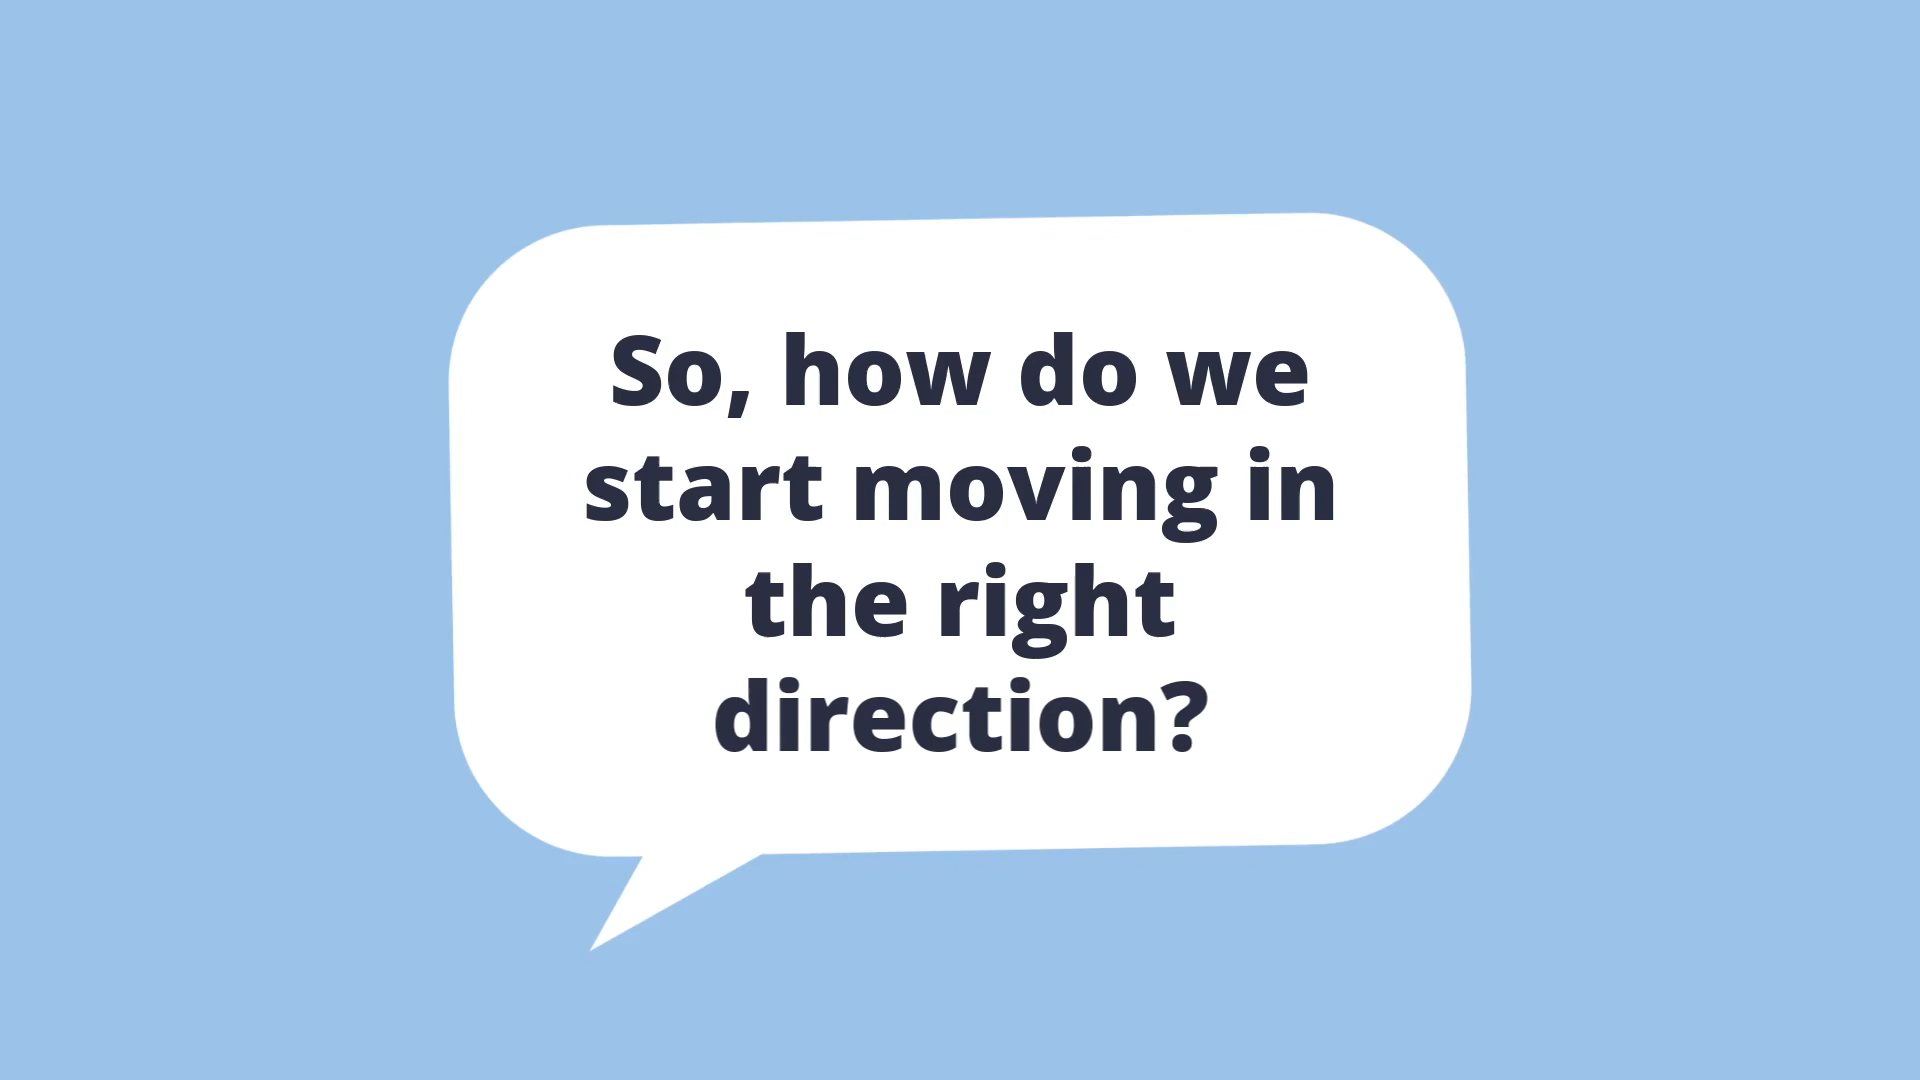 So, how do we
start moving in
the right
direction?